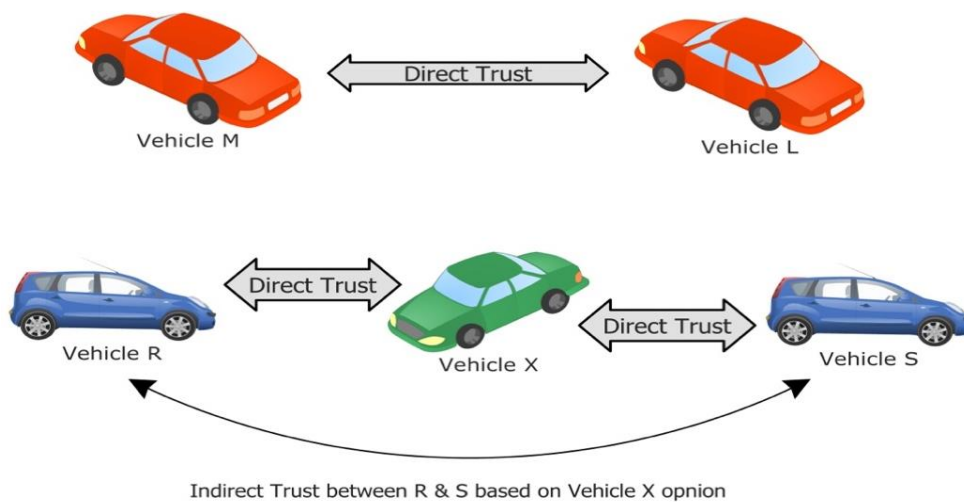 Direct Trust
Vehicle M
Vehicle L
Direct Trust
Direct Trust
Vehicle R
Vehicle X
Vehicle S
Indirect Trust between R & S based on Vehicle X opnion